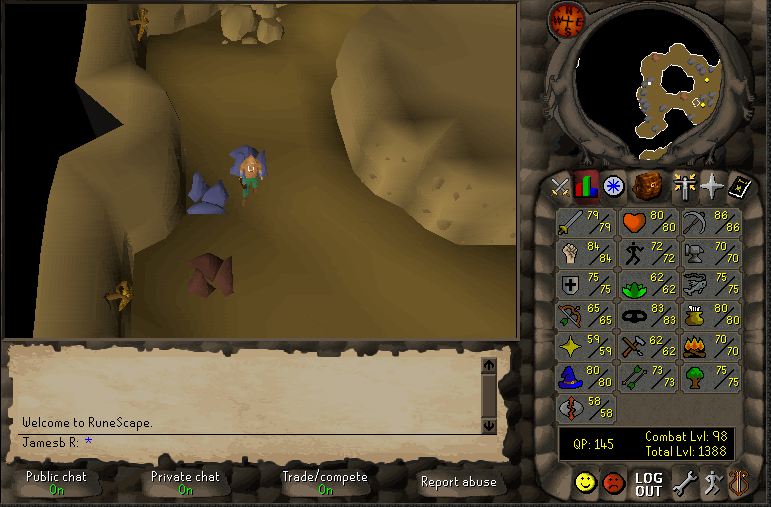 N
W E
S
79/79 80/80 86/86
84/84 72/72 70/70
75/75 62/62 75/75
65/65 83/83 80/80
59/59 62/62 70/70
80/80 73/73 75/75
58/58
QP: 145
Combat Lvl: 98
Total Lvl: 1388
Welcome to RuneScape.
Jamesb R: *
Public chat
On
Private chat
On
Trade/compete
On
Report abuse
LOG
OUT